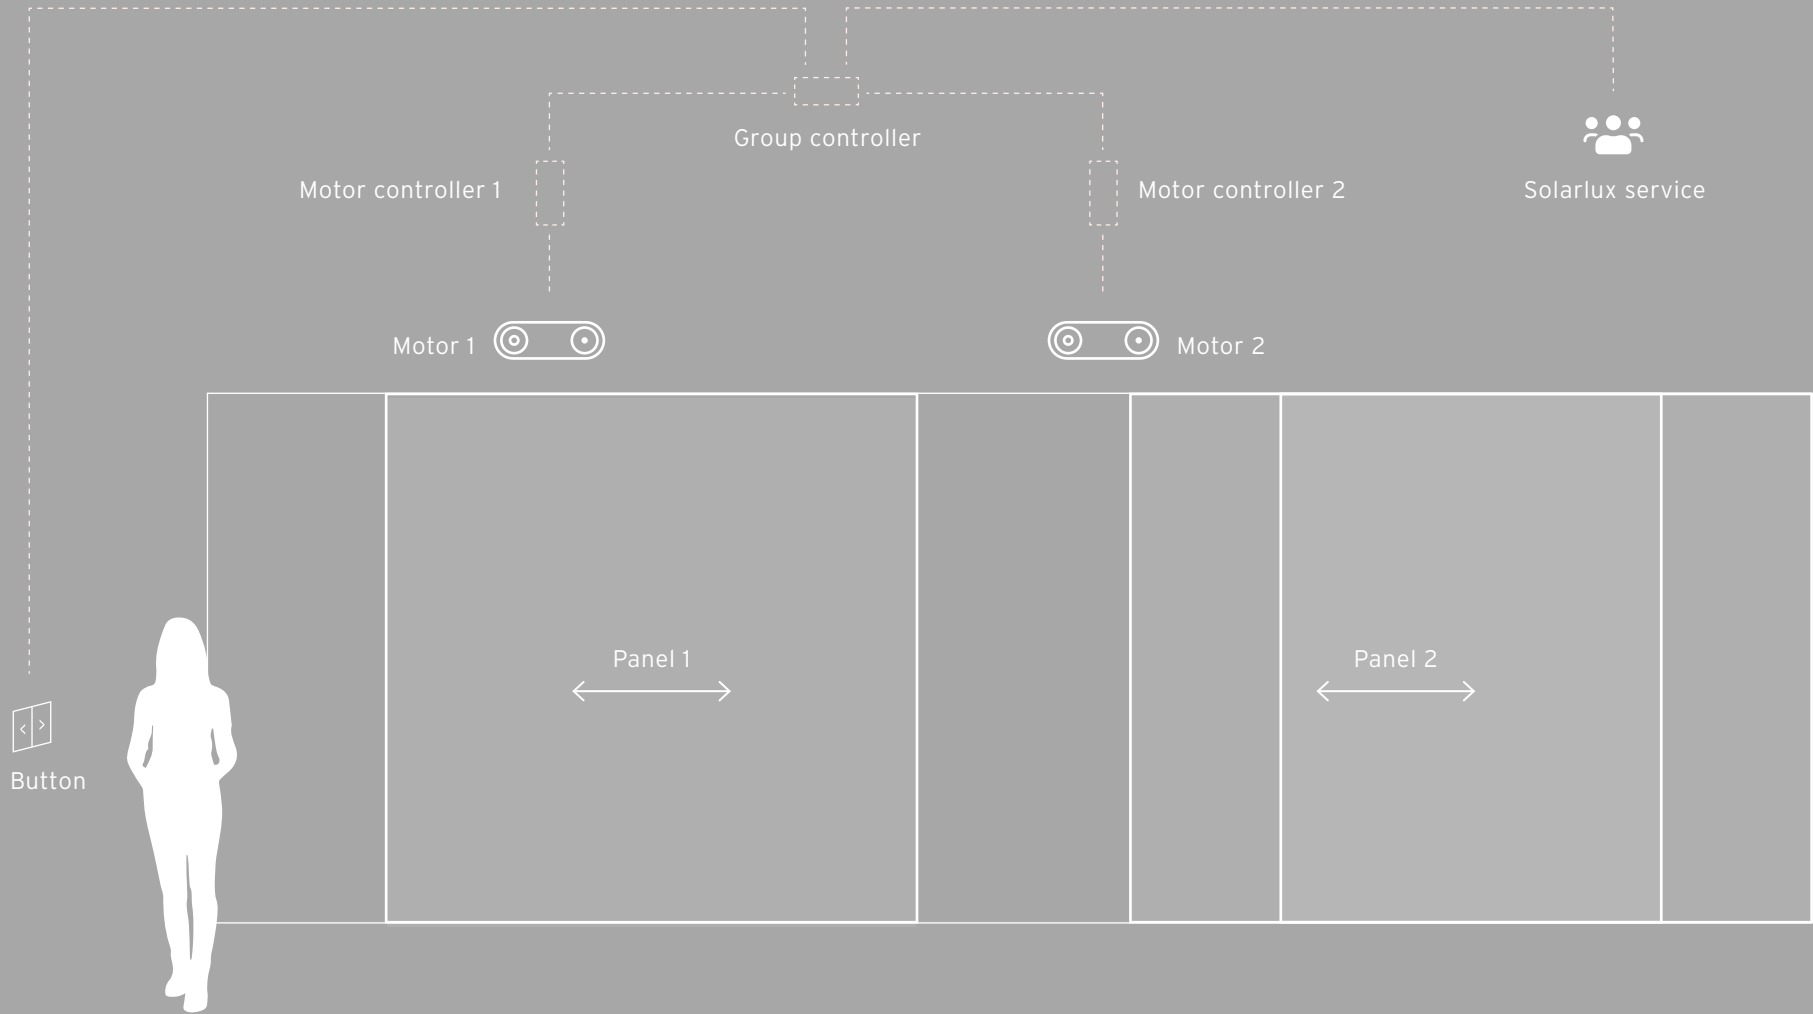 Group controller
Motor controller 1
Motor controller 2
Solarlux service
Motor 1
Motor 2
Panel 1
Panel 2
Button